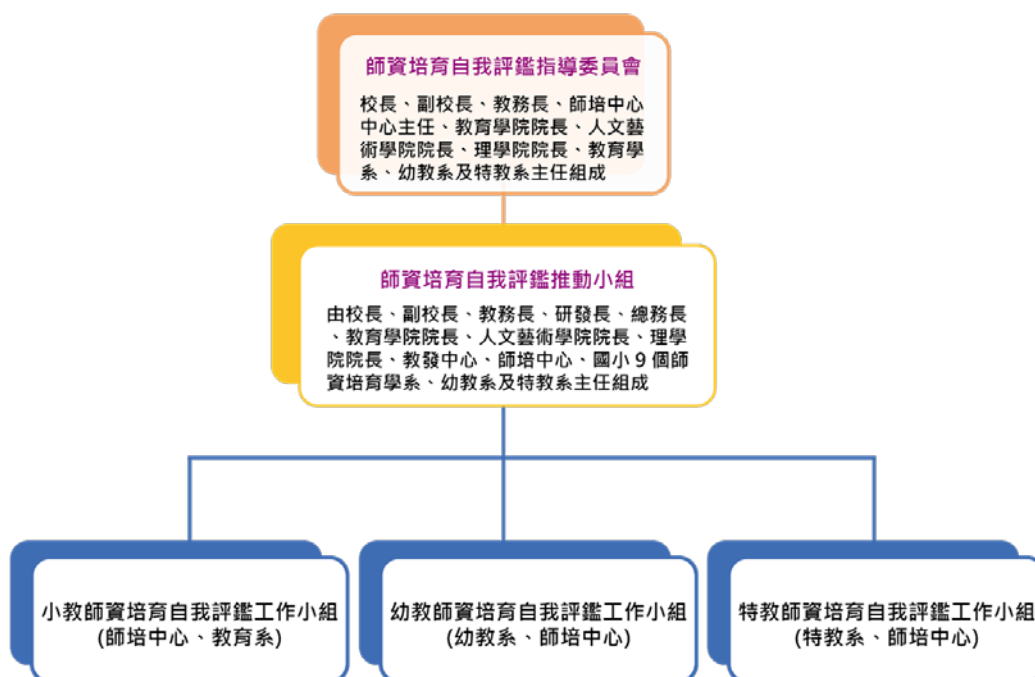 師資培育自我評鑑指導委員會
校長、副校長、教務長、師培中心
中心主任、教育學院院長、人文藝
術學院院長、理學院院長、教育學
系、幼教系及特教系主任組成
師資培育自我評鑑推動小組
由校長、副校長、教務長、研發長、總務長
、教育學院院長、人文藝術學院院長、理學
院院長、教發中心、師培中心、國小 9 個師
資培育學系、幼教系及特教系主任組成
小教師資培育自我評鑑工作小組
(師培中心、教育系)
幼教師資培育自我評鑑工作小組
(幼教系、師培中心)
特教師資培育自我評鑑工作小組
(特教系、師培中心)